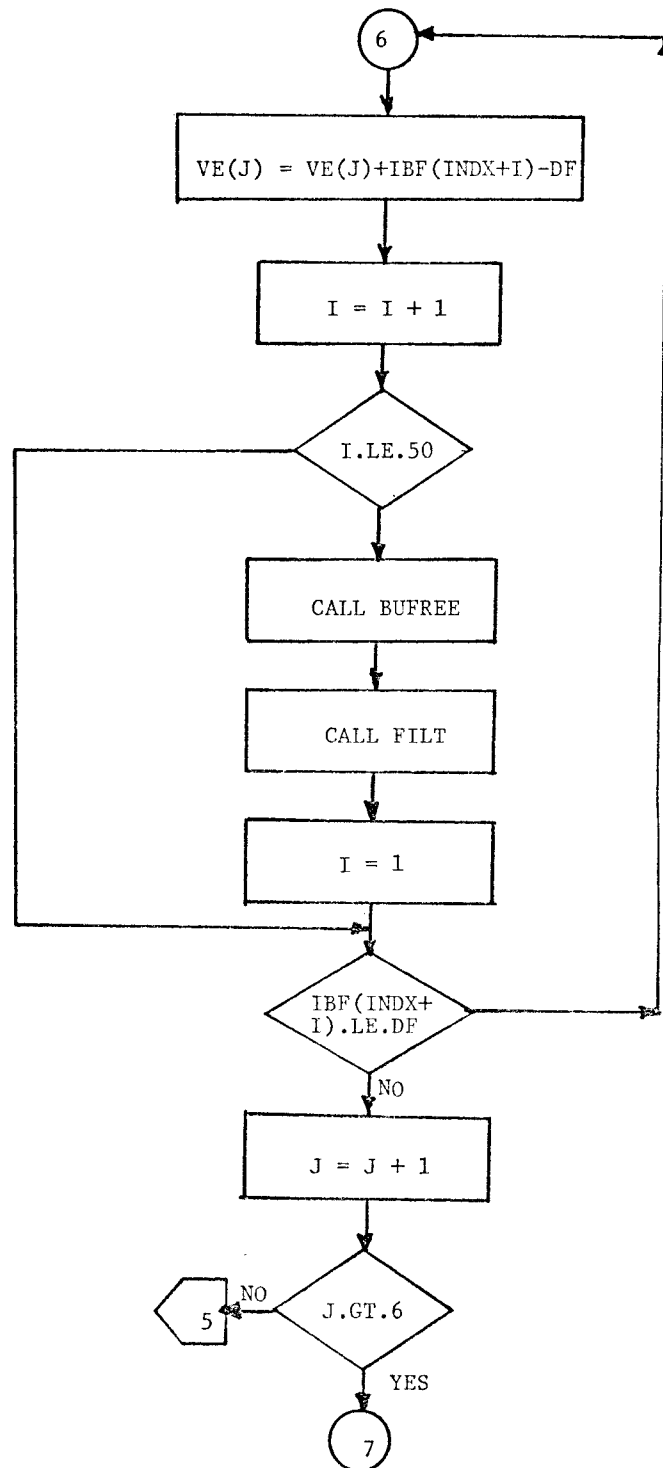 6
VE(J) = VE(J)+IBF(INDX+I)-DF
I = I + 1
I.LE.50
CALL BUFREE
CALL FILT
I = 1
IBF(INDX+
I).LE.DF
NO
J = J + 1
J.GT.6
NO
5
YES
7